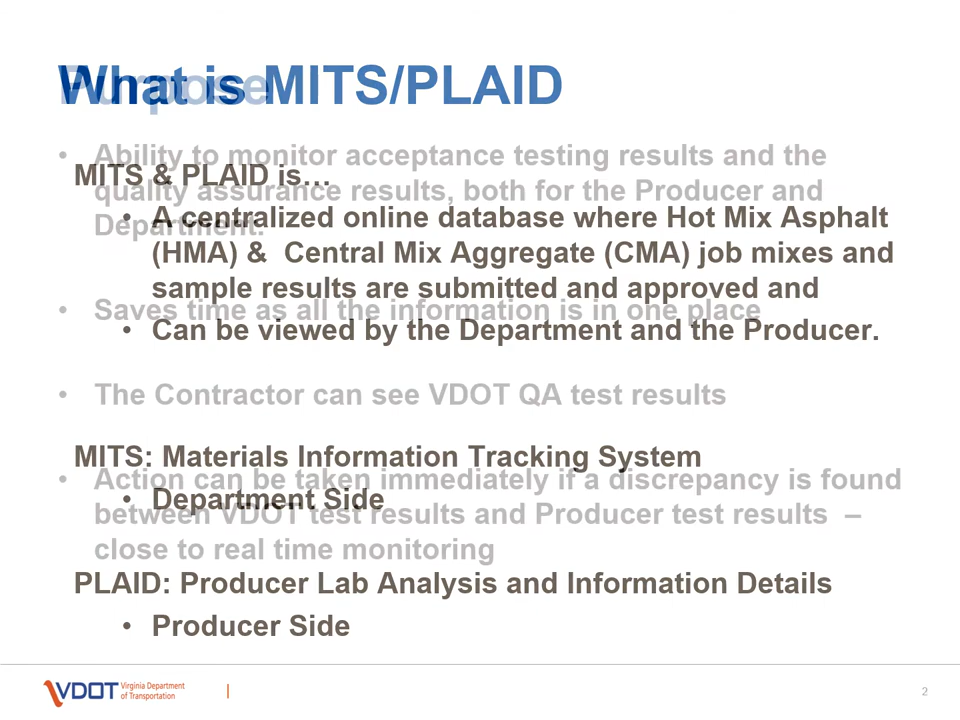 What is MITS/PLAID
MITS & PLAID is…
• A centralized online database where Hot Mix Asphalt
(HMA) & Central Mix Aggregate (CMA) job mixes and
sample results are submitted and approved and
• Can be viewed by the Department and the Producer.
MITS: Materials Information Tracking System
• Department Side
PLAID: Producer Lab Analysis and Information Details
• Producer Side
Purpose
• Ability to monitor acceptance testing results and the
quality assurance results, both for the Producer and
Department.
• Saves time as all the information is in one place
• The Contractor can see VDOT QA test results
• Action can be taken immediately if a discrepancy is found
between VDOT test results and Producer test results –
close to real time monitoring
VDOT Virginia Department
of Transportation
2